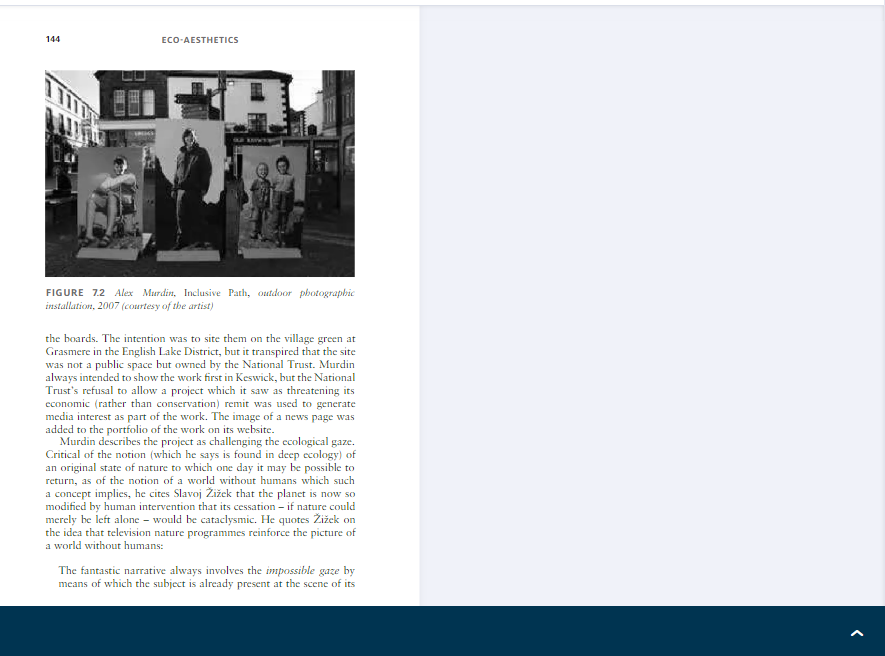 144
ECO-AESTHETICS
FIGURE 7.2 Alex Murdin, Inclusive Path, outdoor photographic
installation, 2007 (courtesy of the artist)
the boards. The intention was to site them on the village green at
Grasmere in the English Lake District, but it transpired that the site
was not a public space but owned by the National Trust. Murdin
always intended to show the work first in Keswick, but the National
Trust's refusal to allow a project which it saw as threatening its
economic (rather than conservation) remit was used to generate
media interest as part of the work. The image of a news page was
added to the portfolio of the work on its website.
Murdin describes the project as challenging the ecological gaze.
Critical of the notion (which he says is found in deep ecology) of
an original state of nature to which one day it may be possible to
return, as of the notion of a world without humans which such
a concept implies, he cites Slavoj Žižek that the planet is now so
modified by human intervention that its cessation – if nature could
merely be left alone – would be cataclysmic. He quotes Žižek on
the idea that television nature programmes reinforce the picture of
a world without humans:
The fantastic narrative always involves the impossible gaze by
means of which the subject is already present at the scene of its